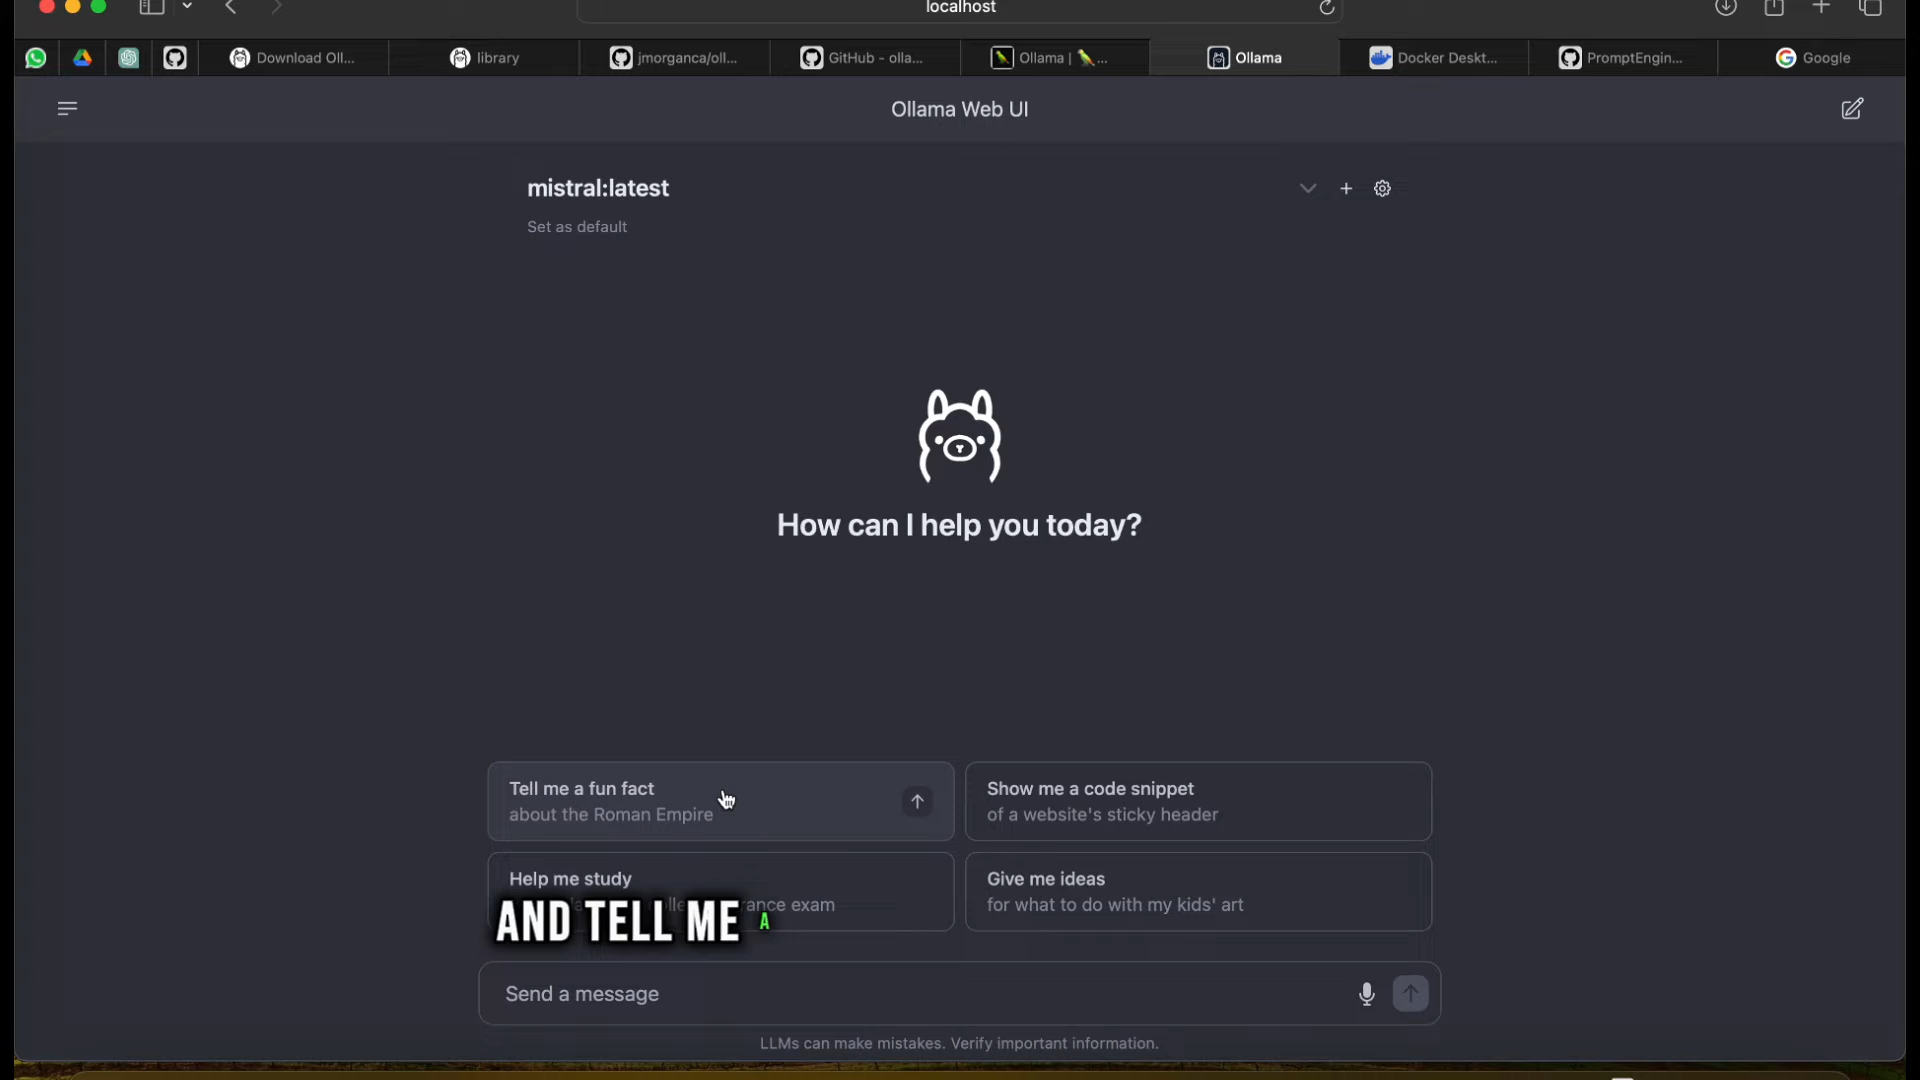 localhost
Download Oll...
library
jmorganca/oll...
GitHub - olla...
Ollama | 🦜...
Ollama
Docker Deskt...
PromptEngin...
Google
Ollama Web UI
mistral:latest
Set as default
How can I help you today?
Tell me a fun fact
about the Roman Empire
Show me a code snippet
of a website's sticky header
Help me study
exam
Give me ideas
for what to do with my kids' art
AND TELL ME A
Send a message
LLMs can make mistakes. Verify important information.